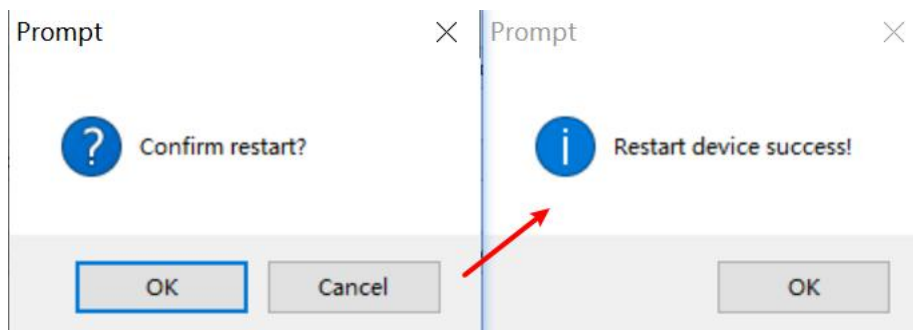 Prompt
Confirm restart?
OK
Cancel
Prompt
Restart device success!
OK